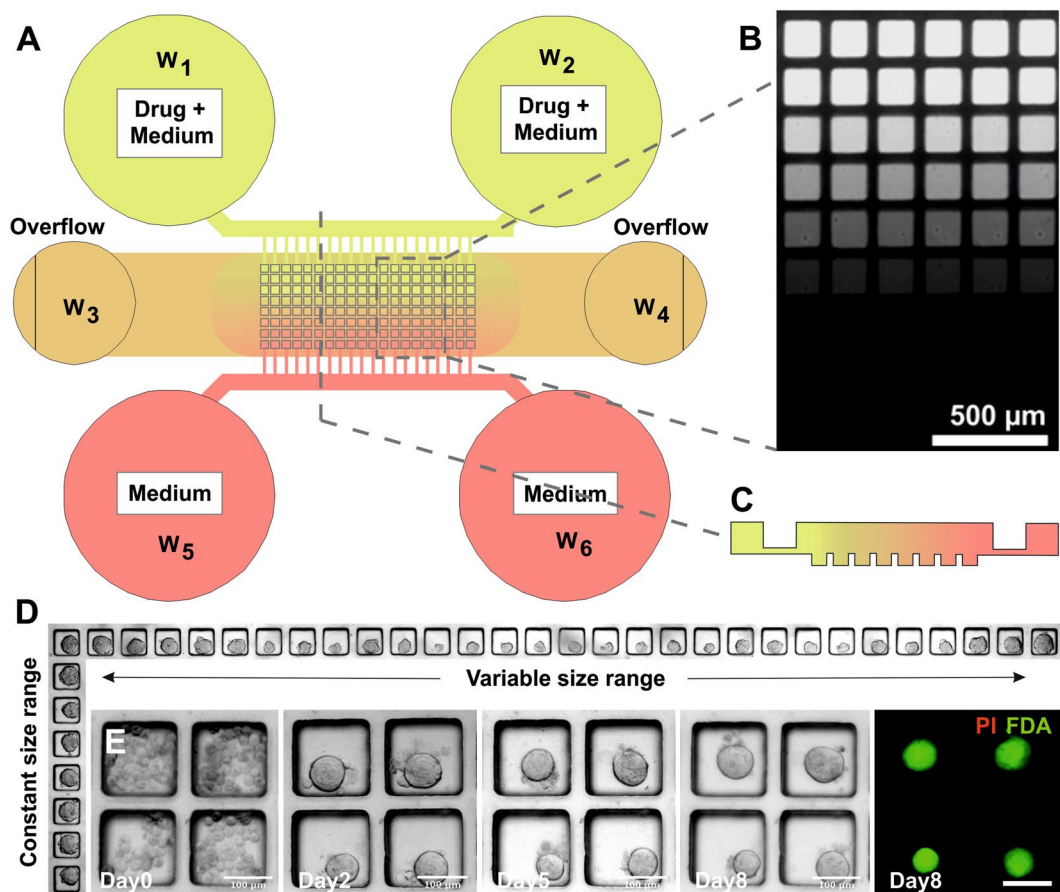 A
W1
Drug +
Medium
W2
Drug +
Medium
B
Overflow
W3
Overflow
W4
500 µm
Medium
W5
Medium
W6
C
D
Variable size range
Constant size range
E
Day0
100 µm
Day2
100 µm
Day5
100 µm
Day8
100 µm
PI FDA
Day8